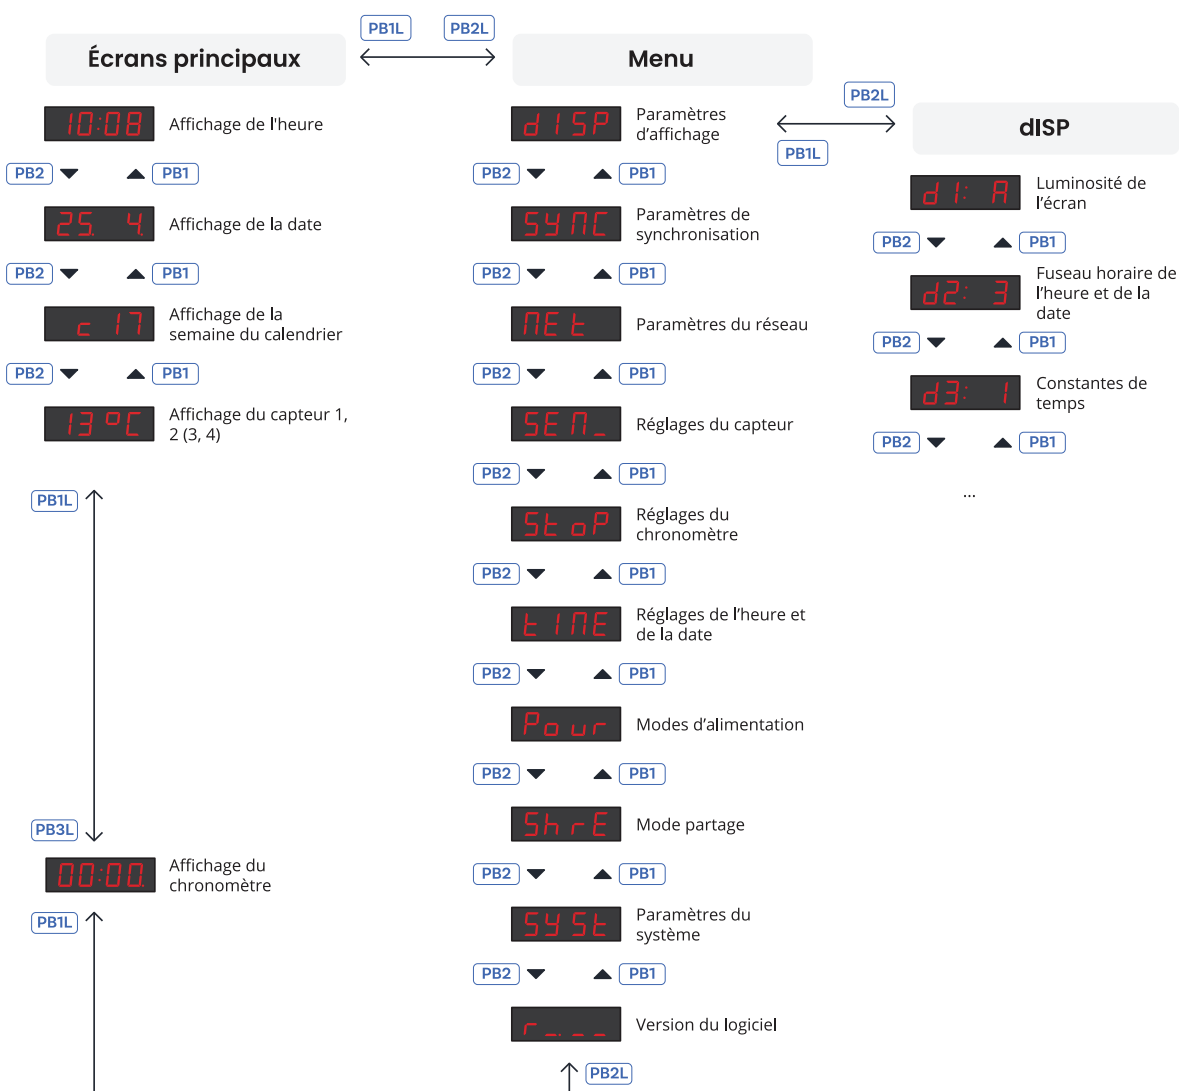 PB1L PB2L
Écrans principaux
10:08 Affichage de l'heure
PB2 PB1
25. 4. Affichage de la date
PB2 PB1
c 17 Affichage de la
semaine du calendrier
PB2 PB1
13 °C Affichage du capteur 1,
2 (3, 4)
PB1L
PB3L
00:00. Affichage du
chronomètre
PB1L
Menu
dISP Paramètres
d'affichage
PB2 PB1
SYNC Paramètres de
synchronisation
PB2 PB1
NEt Paramètres du réseau
PB2 PB1
SEN_ Réglages du capteur
PB2 PB1
StoP Réglages du
chronomètre
PB2 PB1
tIME Réglages de l'heure et
de la date
PB2 PB1
Pour Modes d'alimentation
PB2 PB1
ShrE Mode partage
PB2 PB1
SYSt Paramètres du
système
PB2 PB1
r _._ _ Version du logiciel
PB2L
PB2L
PB1L
dISP
d1: A Luminosité de
l'écran
PB2 PB1
d2: 3 Fuseau horaire de
l'heure et de la
date
PB2 PB1
d3: 1 Constantes de
temps
PB2 PB1
...